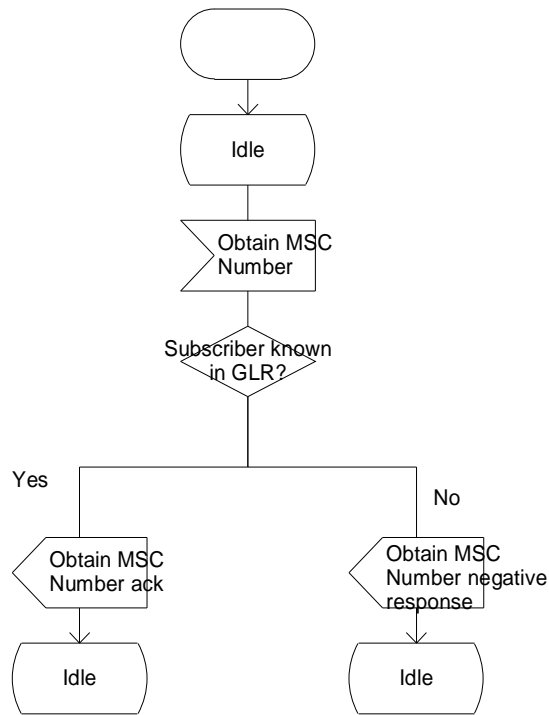 Idle
Obtain MSC
Number
Subscriber known
in GLR?
Yes
No
Obtain MSC
Number ack
Obtain MSC
Number negative
response
Idle
Idle